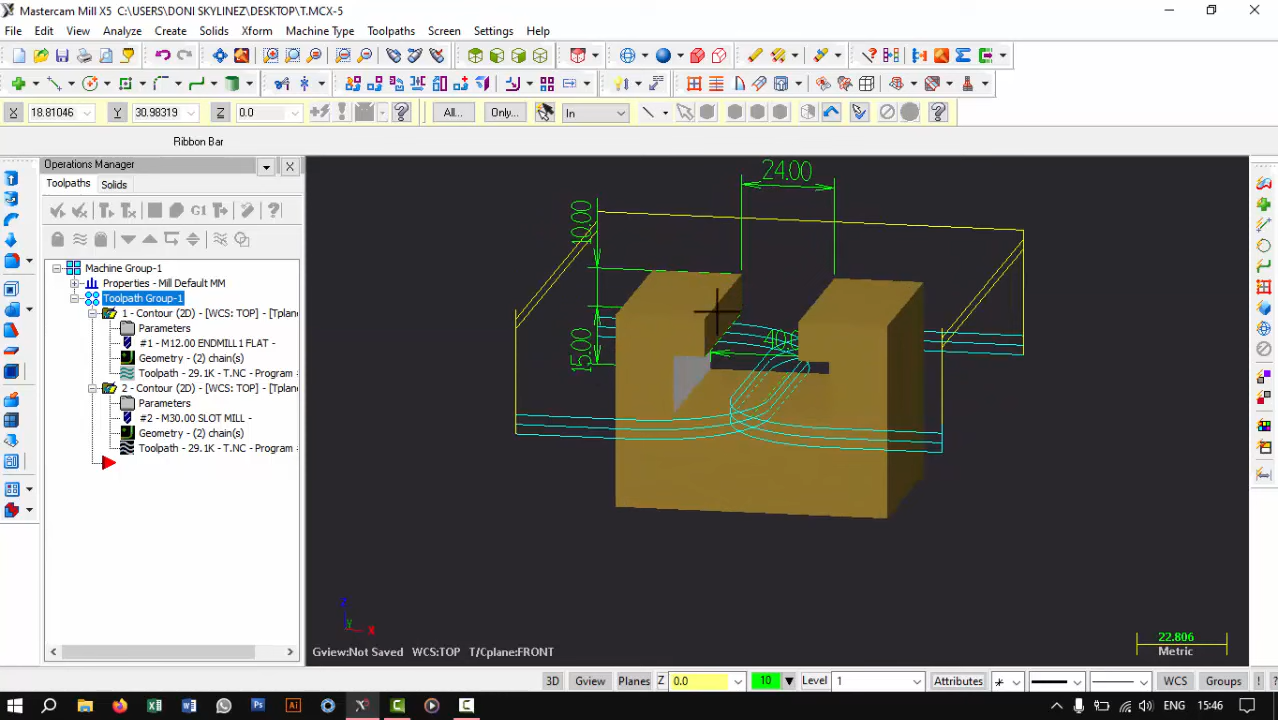 Mastercam Mill X5 C:\USERS\DONI SKYLINEZ\DESKTOP\T.MCX-5
File Edit View Analyze Create Solids Xform Machine Type Toolpaths Screen Settings Help
X 18.81046 Y 30.98319 Z 0.0 All... Only... In
Ribbon Bar
Operations Manager
Toolpaths Solids
G1
Machine Group-1
Properties - Mill Default MM
Toolpath Group-1
1 - Contour (2D) - [WCS: TOP] - [Tplane
Parameters
#1 - M12.00 ENDMILL1 FLAT -
Geometry - (2) chain(s)
Toolpath - 29.1K - T.NC - Program
2 - Contour (2D) - [WCS: TOP] - [Tplane
Parameters
#2 - M30.00 SLOT MILL -
Geometry - (2) chain(s)
Toolpath - 29.1K - T.NC - Program
24.00
15.00
Z
Y
X
22.806
Metric
Gview:Not Saved WCS:TOP T/Cplane:FRONT
3D Gview Planes Z 0.0 10 Level 1 Attributes WCS Groups ! ?
15:46